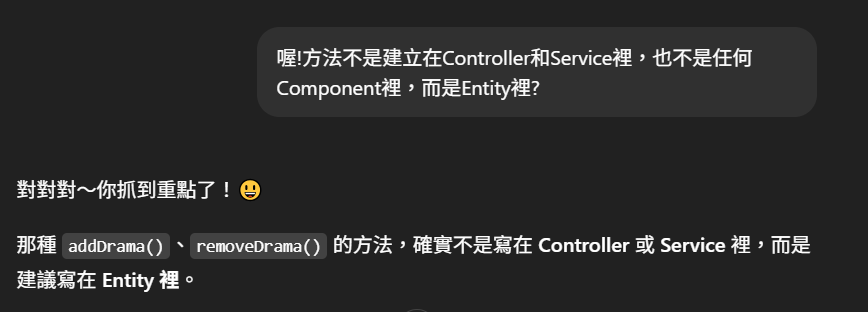 喔!方法不是建立在Controller和Service裡，也不是任何
Component裡，而是Entity裡?
對對對～你抓到重點了！😃
那種 addDrama()、removeDrama() 的方法，確實不是寫在 Controller 或 Service 裡，而是
建議寫在 Entity 裡。